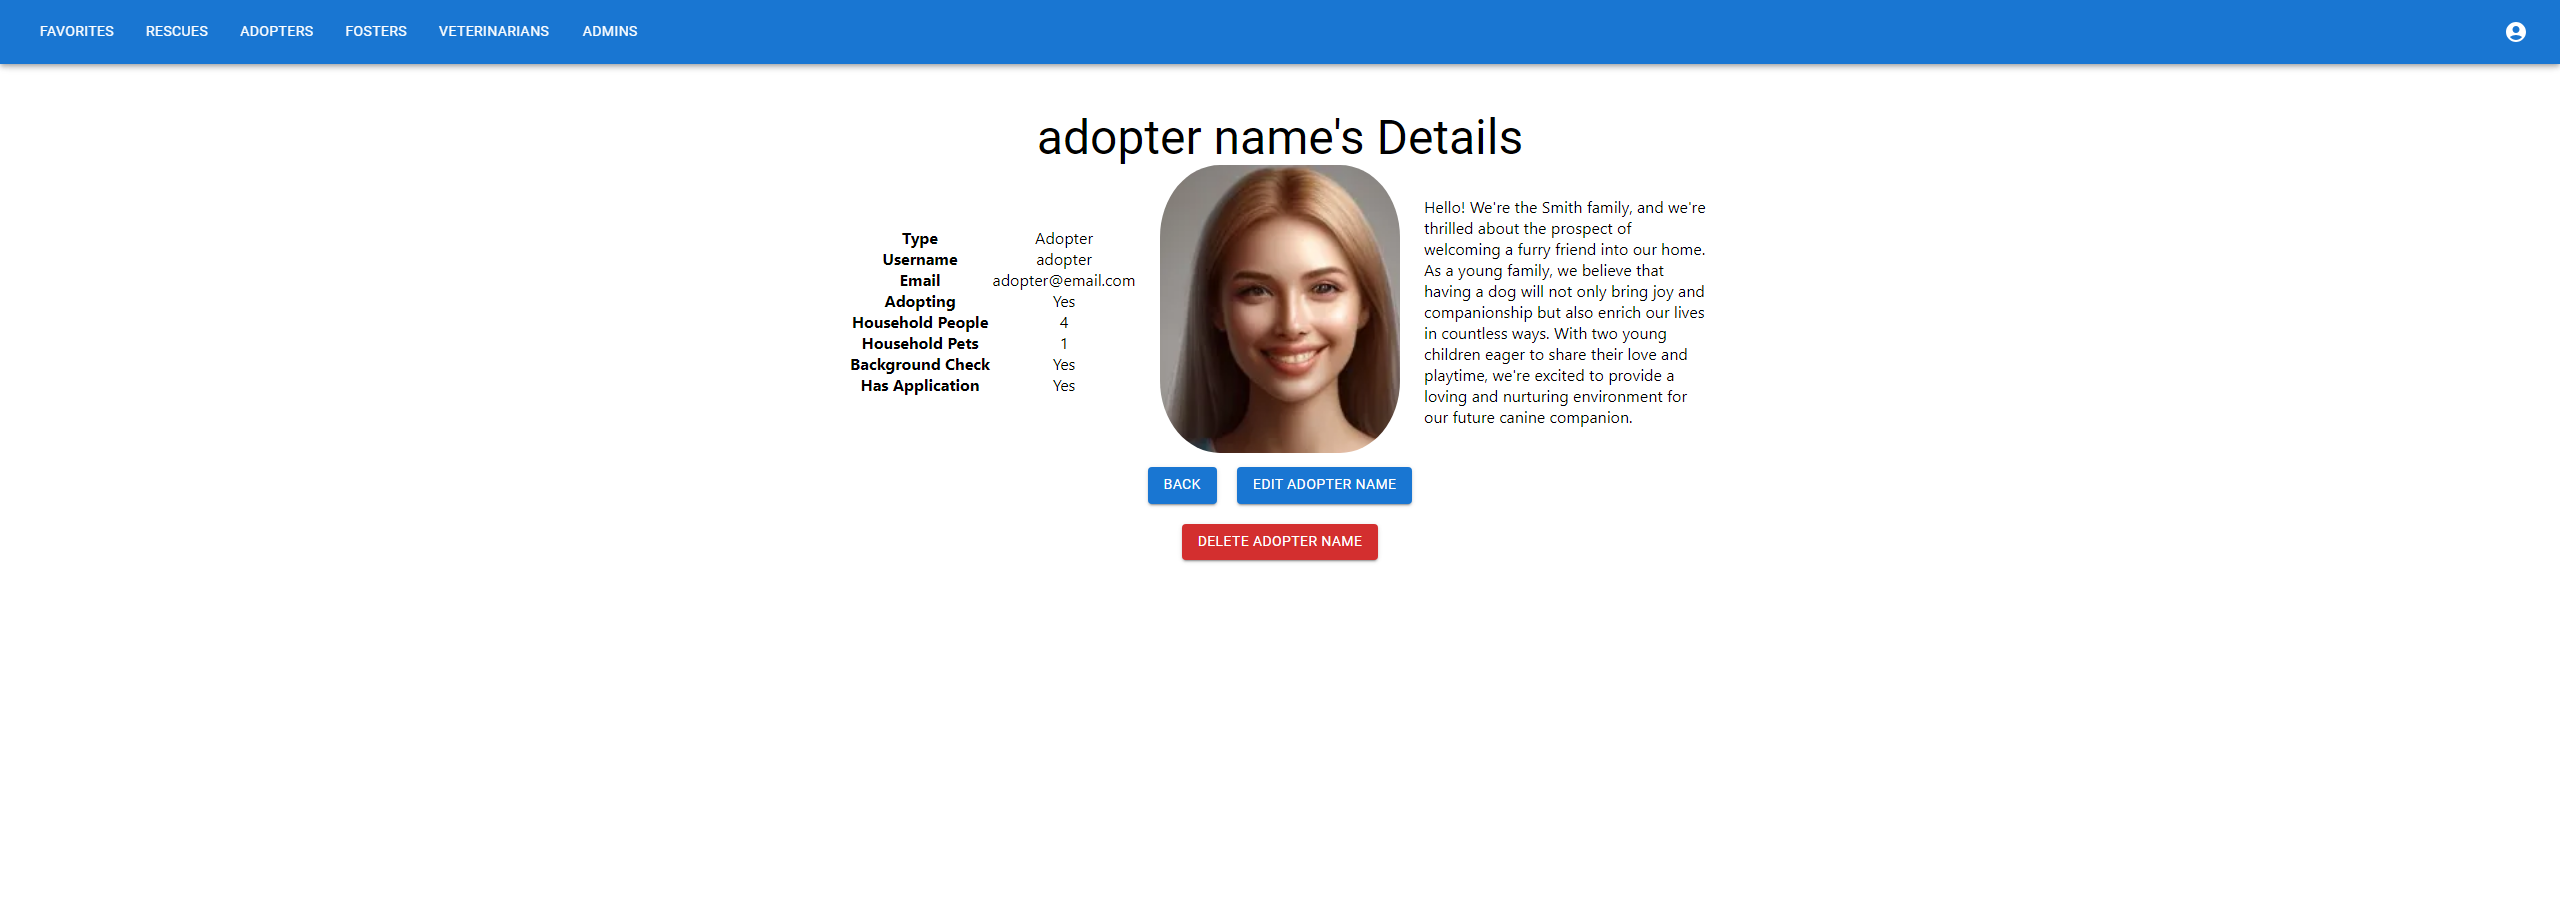 FAVORITES RESCUES ADOPTERS FOSTERS VETERINARIANS ADMINS
adopter name's Details
Type Adopter
Username adopter
Email adopter@email.com
Adopting Yes
Household People 4
Household Pets 1
Background Check Yes
Has Application Yes
Hello! We're the Smith family, and we're
thrilled about the prospect of
welcoming a furry friend into our home.
As a young family, we believe that
having a dog will not only bring joy and
companionship but also enrich our lives
in countless ways. With two young
children eager to share their love and
playtime, we're excited to provide a
loving and nurturing environment for
our future canine companion.
BACK EDIT ADOPTER NAME
DELETE ADOPTER NAME